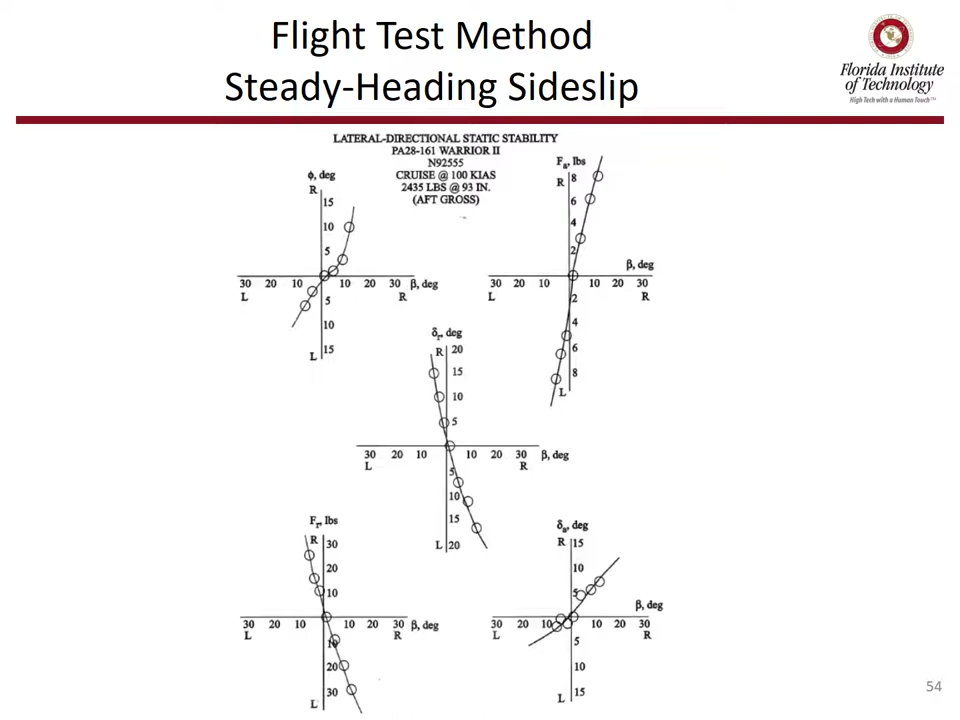 Flight Test Method
Steady-Heading Sideslip
Florida Institute
of Technology
High Tech with a Human Touch™
LATERAL-DIRECTIONAL STATIC STABILITY
PA28-161 WARRIOR II
N92555
CRUISE @ 100 KIAS
2435 LBS @ 93 IN.
(AFT GROSS)
ϕ, deg
R
15
10
5
30 20 10 10 20 30 β, deg
L R
5
10
L 15
Fa, lbs
R 8
6
4
2
β, deg
30 20 10 10 20 30
L R
2
4
6
8
L
δr, deg
R 20
15
10
5
30 20 10 10 20 30 β, deg
L R
5
10
15
L 20
Fr, lbs
R 30
20
10
30 20 10 10 20 30 β, deg
L R
10
20
30
L
δa, deg
R 15
10
5
β, deg
30 20 10 10 20 30
L R
5
10
L 15
54